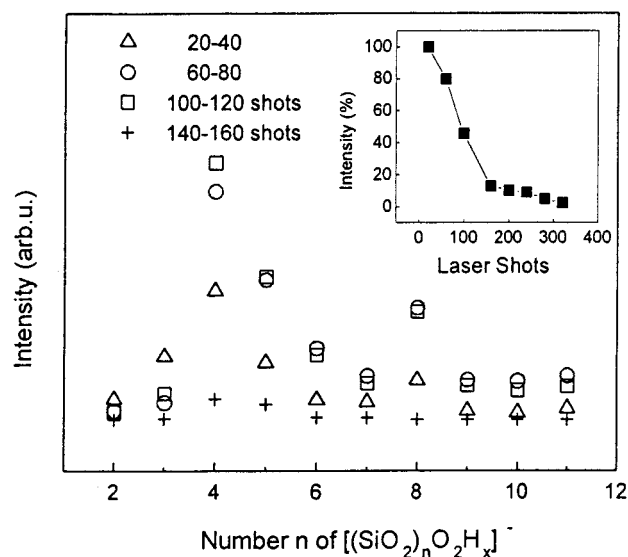 20-40
60-80
100-120 shots
140-160 shots
Intensity (arb.u.)
2 4 6 8 10 12
Number n of [(SiO₂)ₙO₂Hₓ]⁻
Intensity (%)
100
80
60
40
20
0
0 100 200 300 400
Laser Shots